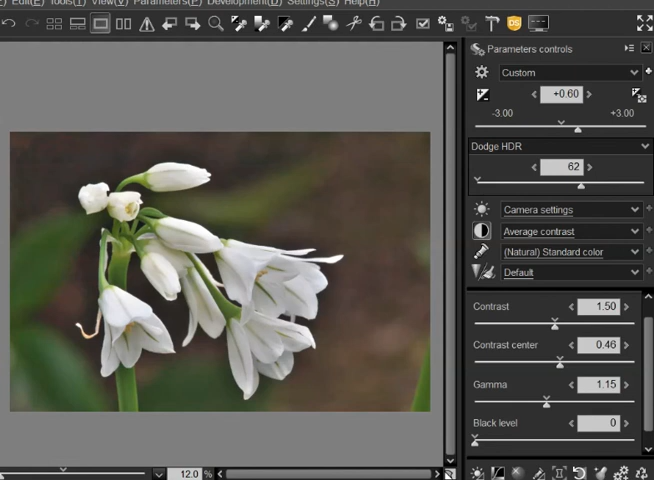 Edit(E) Tools(T) View(V) Parameters(P) Development(D) Settings(S) Help(H)
Parameters controls
Custom
+0.60
-3.00 +3.00
Dodge HDR
62
Camera settings
Average contrast
(Natural) Standard color
Default
Contrast 1.50
Contrast center 0.46
Gamma 1.15
Black level 0
12.0 %